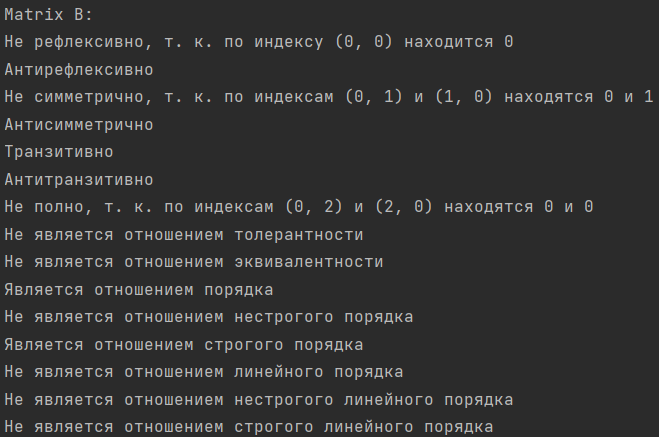 Matrix B:
Не рефлексивно, т. к. по индексу (0, 0) находится 0
Антирефлексивно
Не симметрично, т. к. по индексам (0, 1) и (1, 0) находятся 0 и 1
Антисимметрично
Транзитивно
Антитранзитивно
Не полно, т. к. по индексам (0, 2) и (2, 0) находятся 0 и 0
Не является отношением толерантности
Не является отношением эквивалентности
Является отношением порядка
Не является отношением нестрогого порядка
Является отношением строгого порядка
Не является отношением линейного порядка
Не является отношением нестрогого линейного порядка
Не является отношением строгого линейного порядка